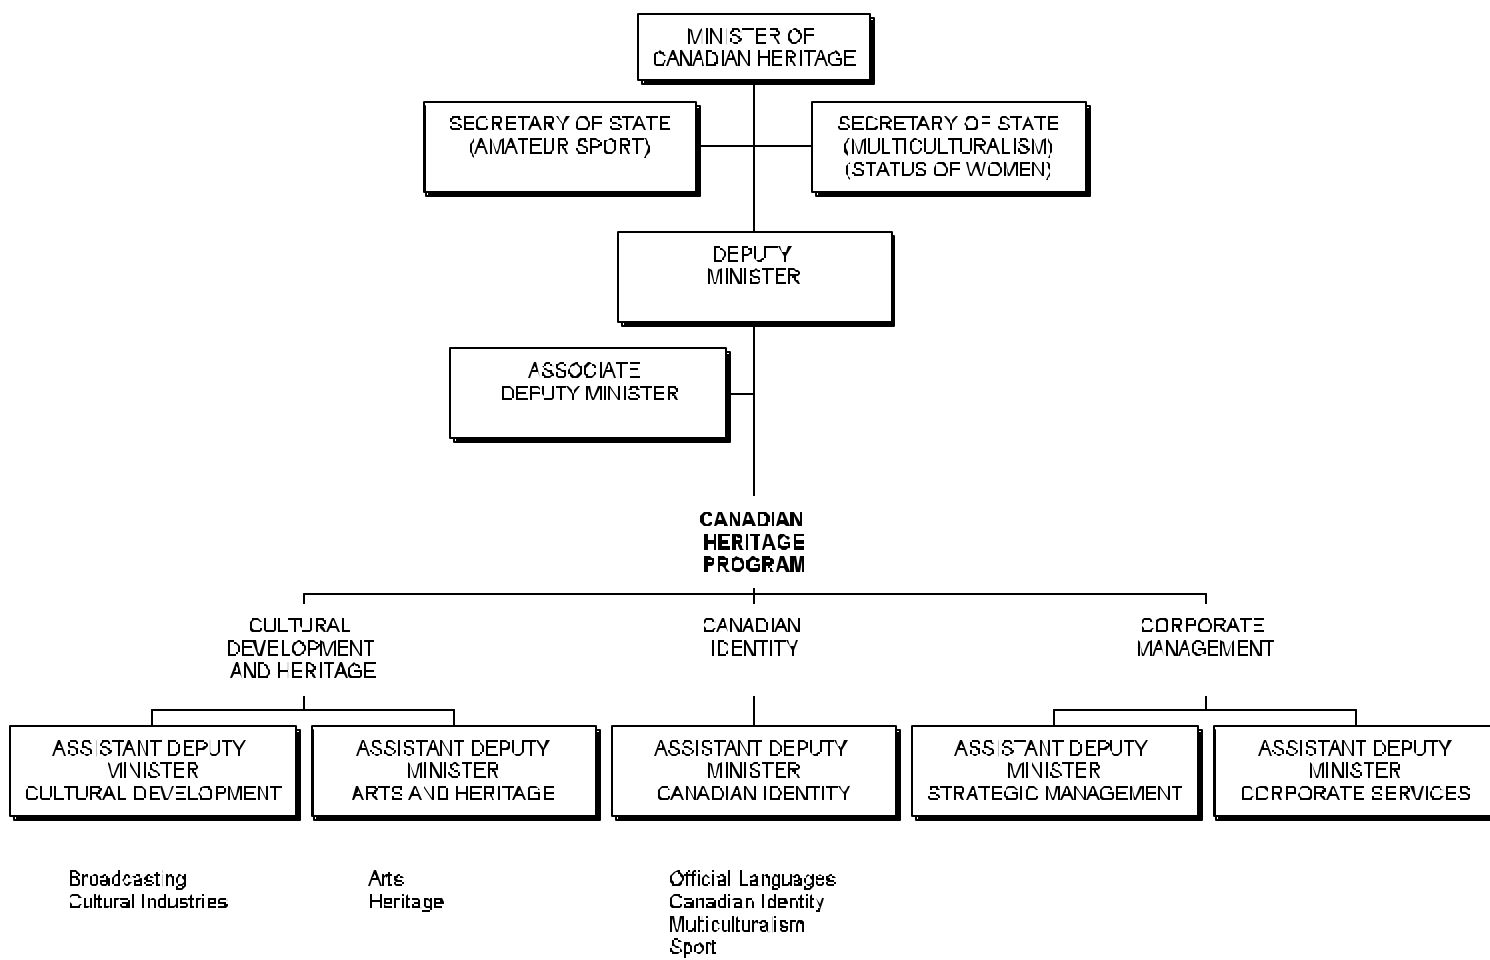 MINISTER OF
CANADIAN HERITAGE
SECRETARY OF STATE
(AMATEUR SPORT)
SECRETARY OF STATE
(MULTICULTURALISM)
(STATUS OF WOMEN)
DEPUTY
MINISTER
ASSOCIATE
DEPUTY MINISTER
CANADIAN
HERITAGE
PROGRAM
CULTURAL
DEVELOPMENT
AND HERITAGE
CANADIAN
IDENTITY
CORPORATE
MANAGEMENT
ASSISTANT DEPUTY
MINISTER
CULTURAL DEVELOPMENT
ASSISTANT DEPUTY
MINISTER
ARTS AND HERITAGE
ASSISTANT DEPUTY
MINISTER
CANADIAN IDENTITY
ASSISTANT DEPUTY
MINISTER
STRATEGIC MANAGEMENT
ASSISTANT DEPUTY
MINISTER
CORPORATE SERVICES
Broadcasting
Cultural Industries
Arts
Heritage
Official Languages
Canadian Identity
Multiculturalism
Sport